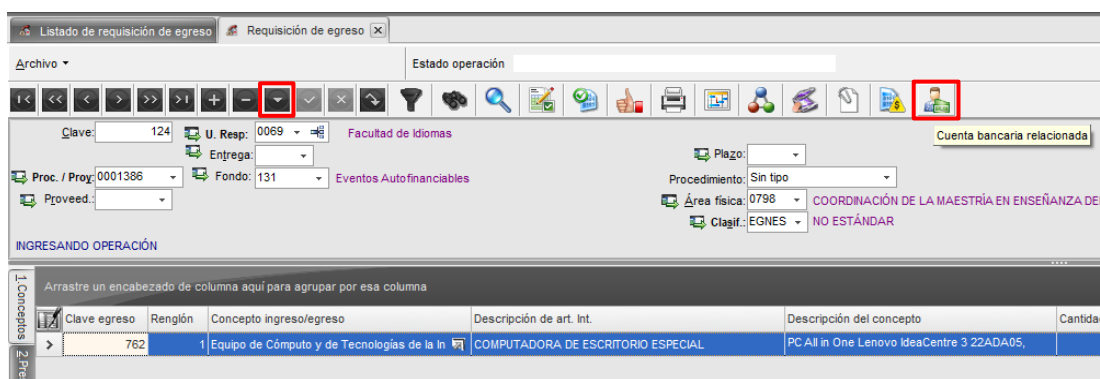 Listado de requisición de egreso Requisición de egreso
Archivo Estado operación
Cuenta bancaria relacionada
Clave: 124 U. Resp: 0069 Facultad de Idiomas
Entrega: Plazo:
Proc. / Proy: 0001386 Fondo: 131 Eventos Autofinanciables Procedimiento: Sin tipo
Proveed.: Área física: 0798 COORDINACIÓN DE LA MAESTRÍA EN ENSEÑANZA DE
Clasif.: EGNES NO ESTÁNDAR
INGRESANDO OPERACIÓN
Arrastre un encabezado de columna aquí para agrupar por esa columna
1.Conceptos
Clave egreso Renglón Concepto ingreso/egreso Descripción de art. Int. Descripción del concepto Cantida
762 1 Equipo de Cómputo y de Tecnologías de la In COMPUTADORA DE ESCRITORIO ESPECIAL PC All in One Lenovo IdeaCentre 3 22ADA05,
2.Pre